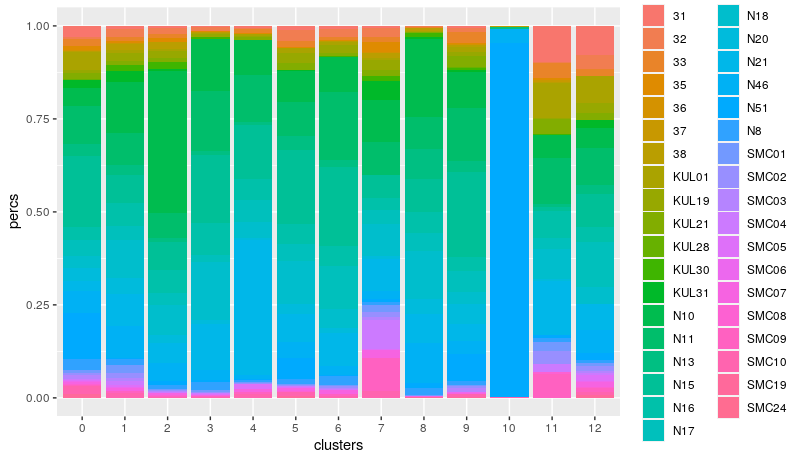 1.00
0.75
0.50
0.25
0.00
percs
0 1 2 3 4 5 6 7 8 9 10 11 12
clusters
31
32
33
35
36
37
38
KUL01
KUL19
KUL21
KUL28
KUL30
KUL31
N10
N11
N13
N15
N16
N17
N18
N20
N21
N46
N51
N8
SMC01
SMC02
SMC03
SMC04
SMC05
SMC06
SMC07
SMC08
SMC09
SMC10
SMC19
SMC24